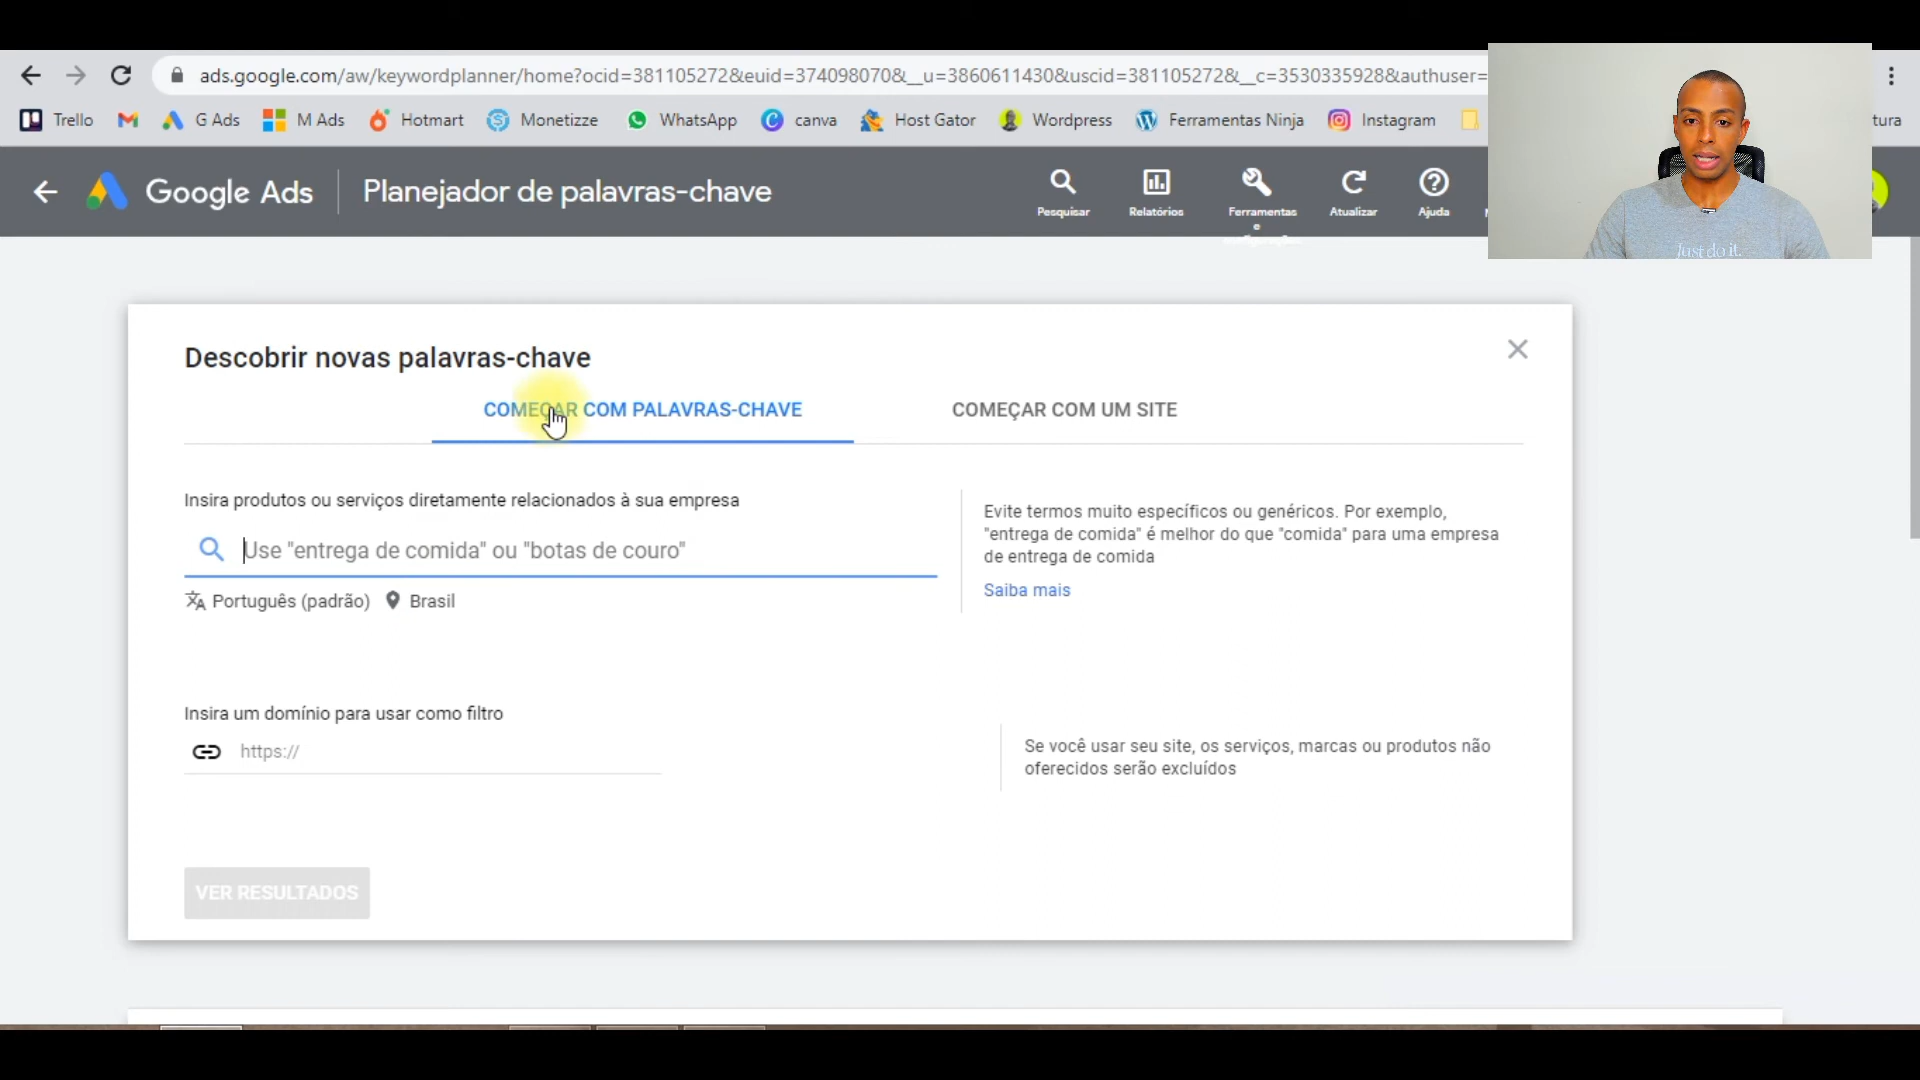 ads.google.com/aw/keywordplanner/home?ocid=381105272&euid=374098070&__u=3860611430&uscid=381105272&__c=3530335928&authuser=
Trello G Ads M Ads Hotmart Monetizze WhatsApp canva Host Gator Wordpress Ferramentas Ninja Instagram tura
Google Ads Planejador de palavras-chave
Pesquisar Relatórios Ferramentas Atualizar Ajuda
e
Just do it.
Descobrir novas palavras-chave
COMEÇAR COM PALAVRAS-CHAVE COMEÇAR COM UM SITE
Insira produtos ou serviços diretamente relacionados à sua empresa
Use "entrega de comida" ou "botas de couro"
Português (padrão) Brasil
Evite termos muito específicos ou genéricos. Por exemplo,
"entrega de comida" é melhor do que "comida" para uma empresa
de entrega de comida
Saiba mais
Insira um domínio para usar como filtro
https://
Se você usar seu site, os serviços, marcas ou produtos não
oferecidos serão excluídos
VER RESULTADOS